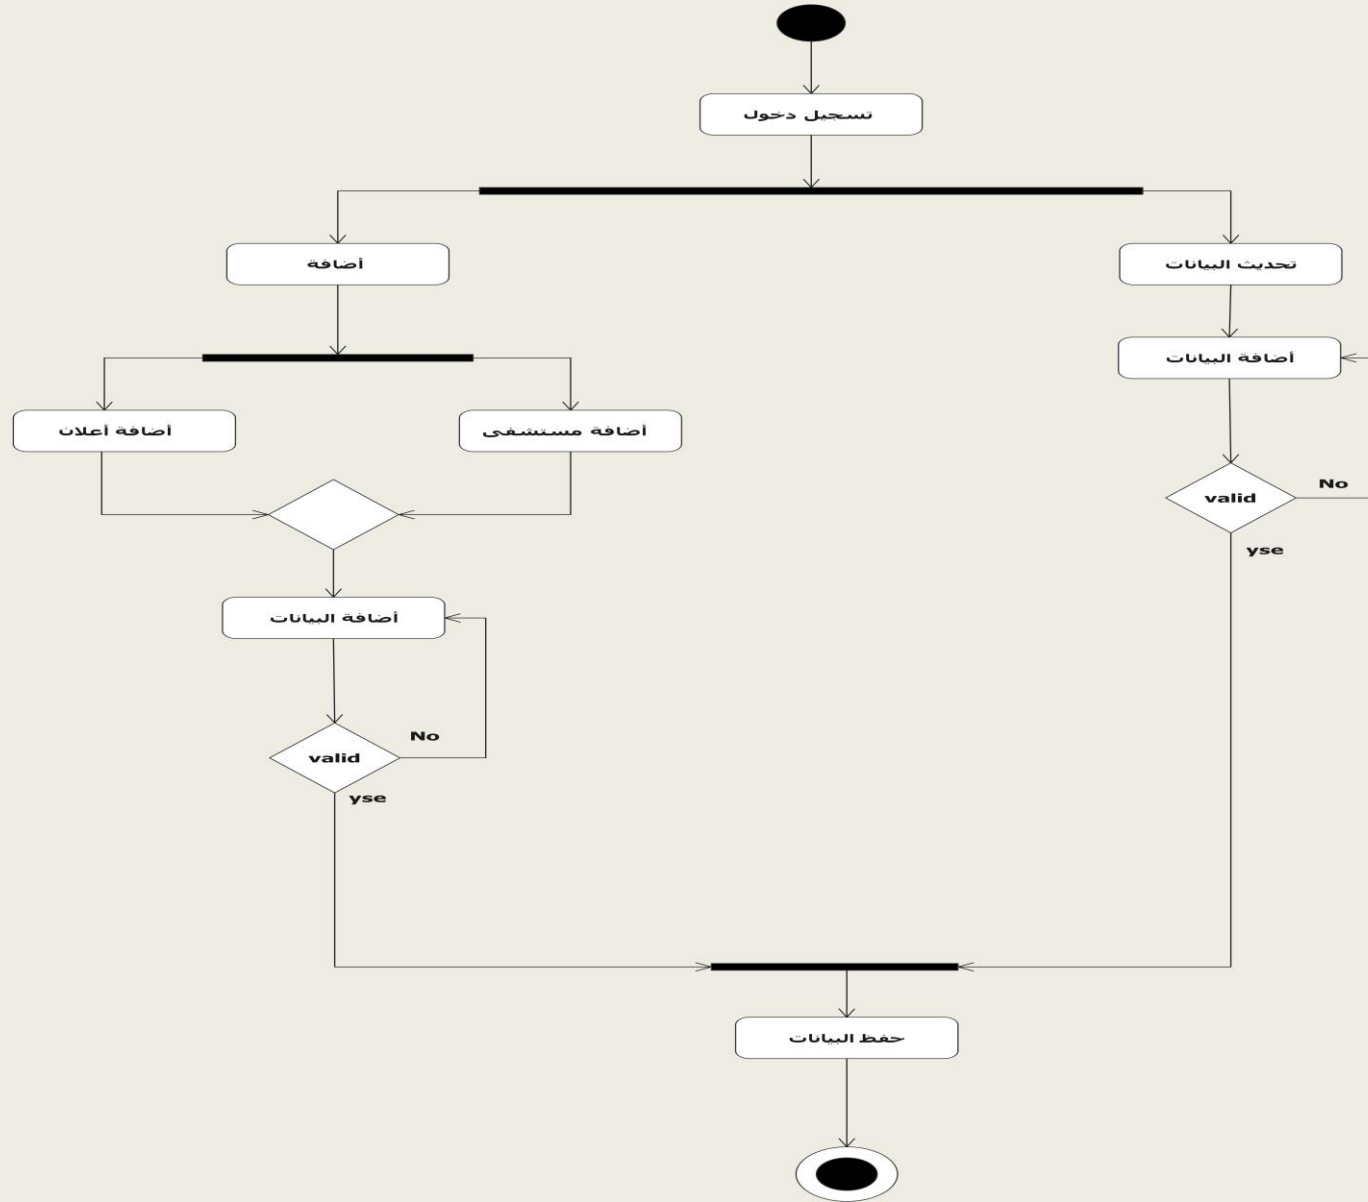 تسجيل دخول
أضافة
تحديث البيانات
أضافة البيانات
أضافة أعلان
أضافة مستشفى
valid
No
yse
أضافة البيانات
No
valid
yse
حفظ البيانات